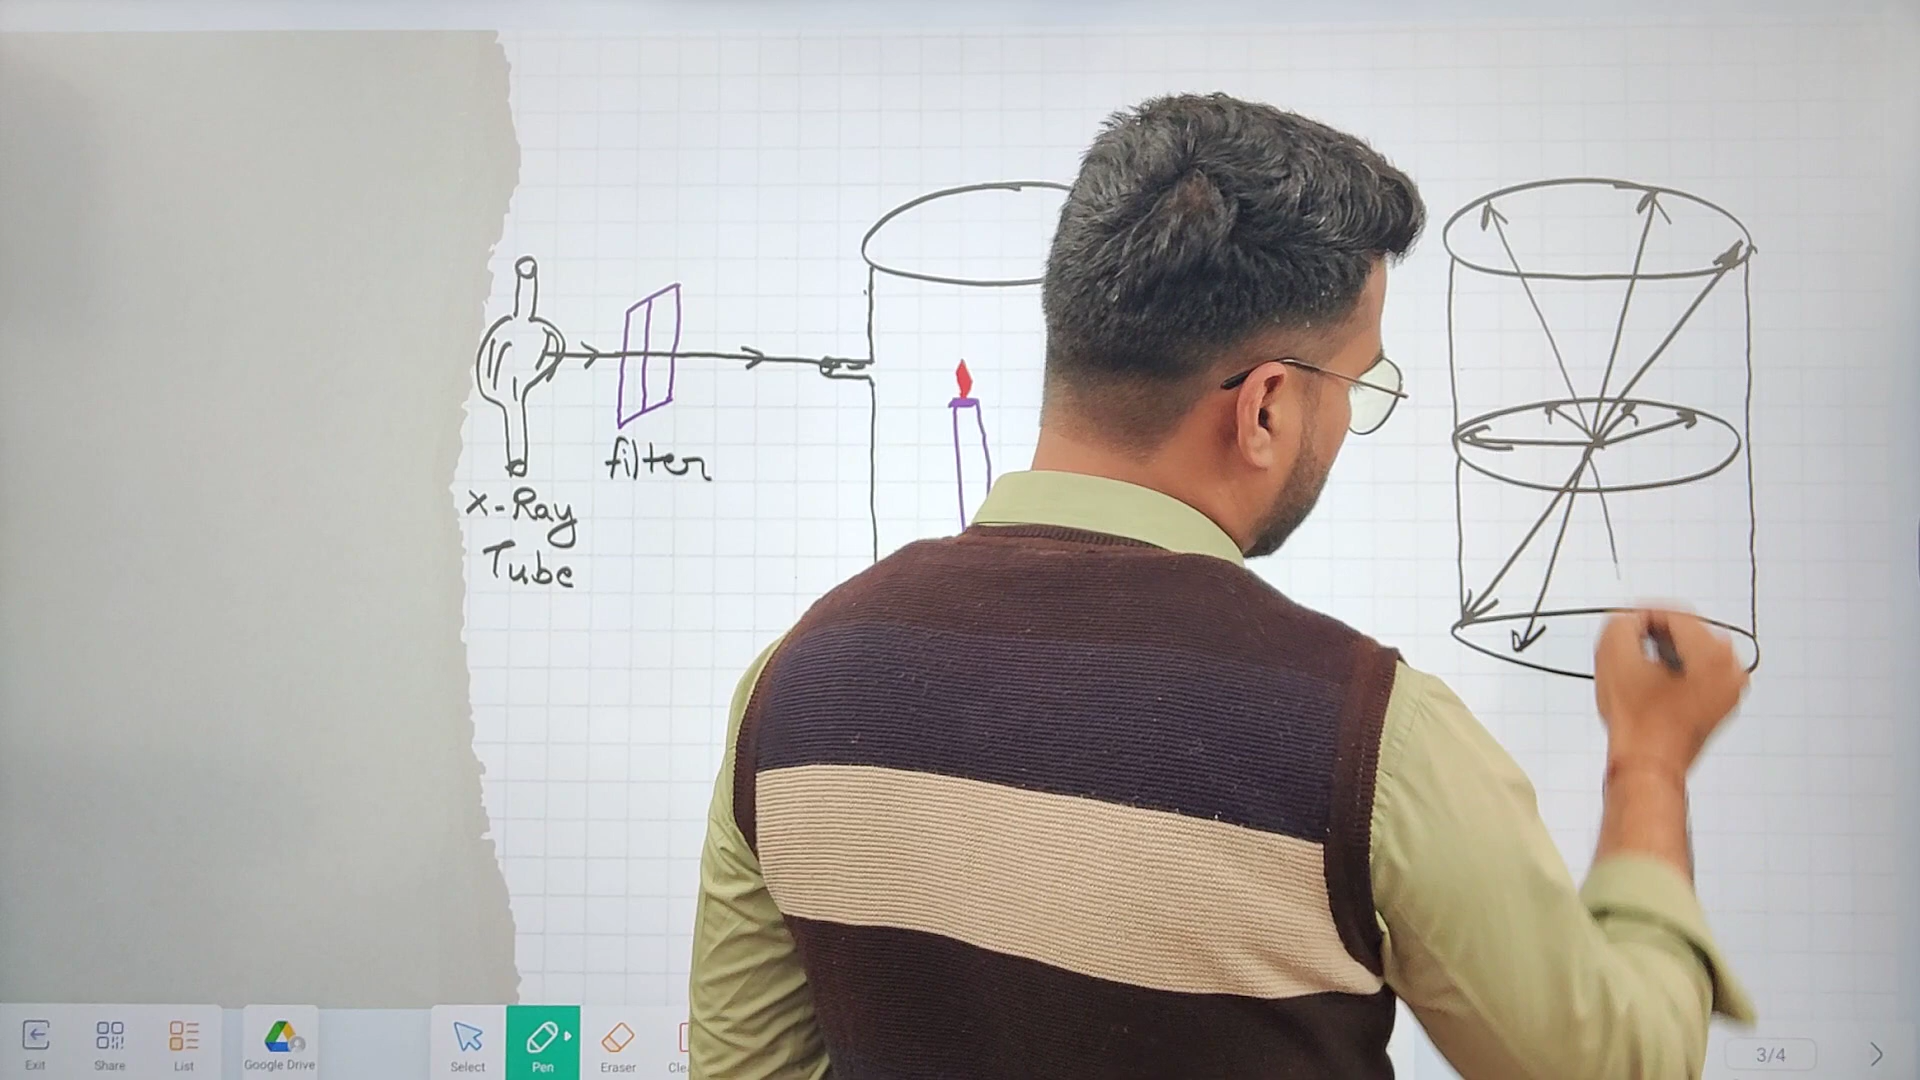 filter
X-Ray
Tube
Exit
Share
List
Google Drive
Select
Pen
Eraser
3/4